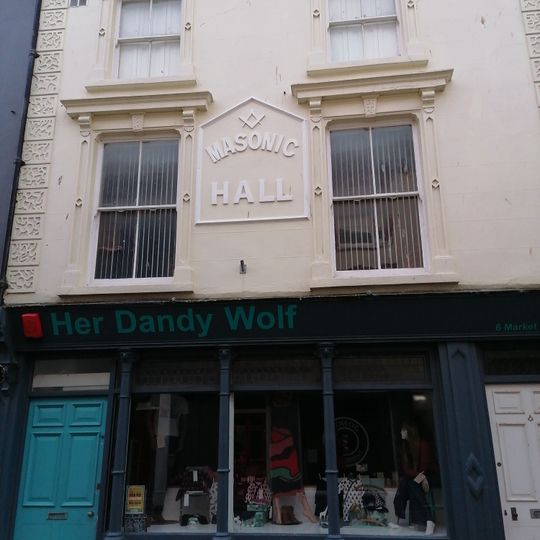 MASONIC
HALL
Her Dandy Wolf
6 Market